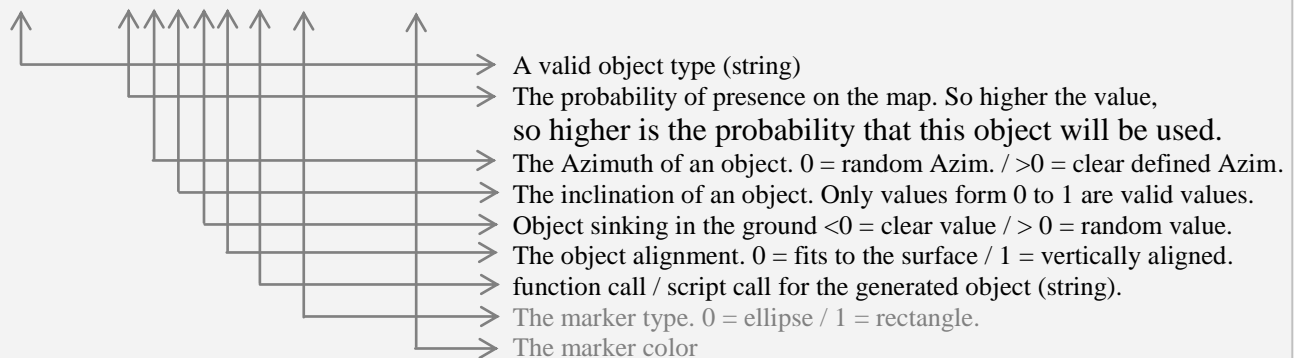 A valid object type (string)
The probability of presence on the map. So higher the value,
so higher is the probability that this object will be used.
The Azimuth of an object. 0 = random Azim. / >0 = clear defined Azim.
The inclination of an object. Only values form 0 to 1 are valid values.
Object sinking in the ground <0 = clear value / > 0 = random value.
The object alignment. 0 = fits to the surface / 1 = vertically aligned.
function call / script call for the generated object (string).
The marker type. 0 = ellipse / 1 = rectangle.
The marker color